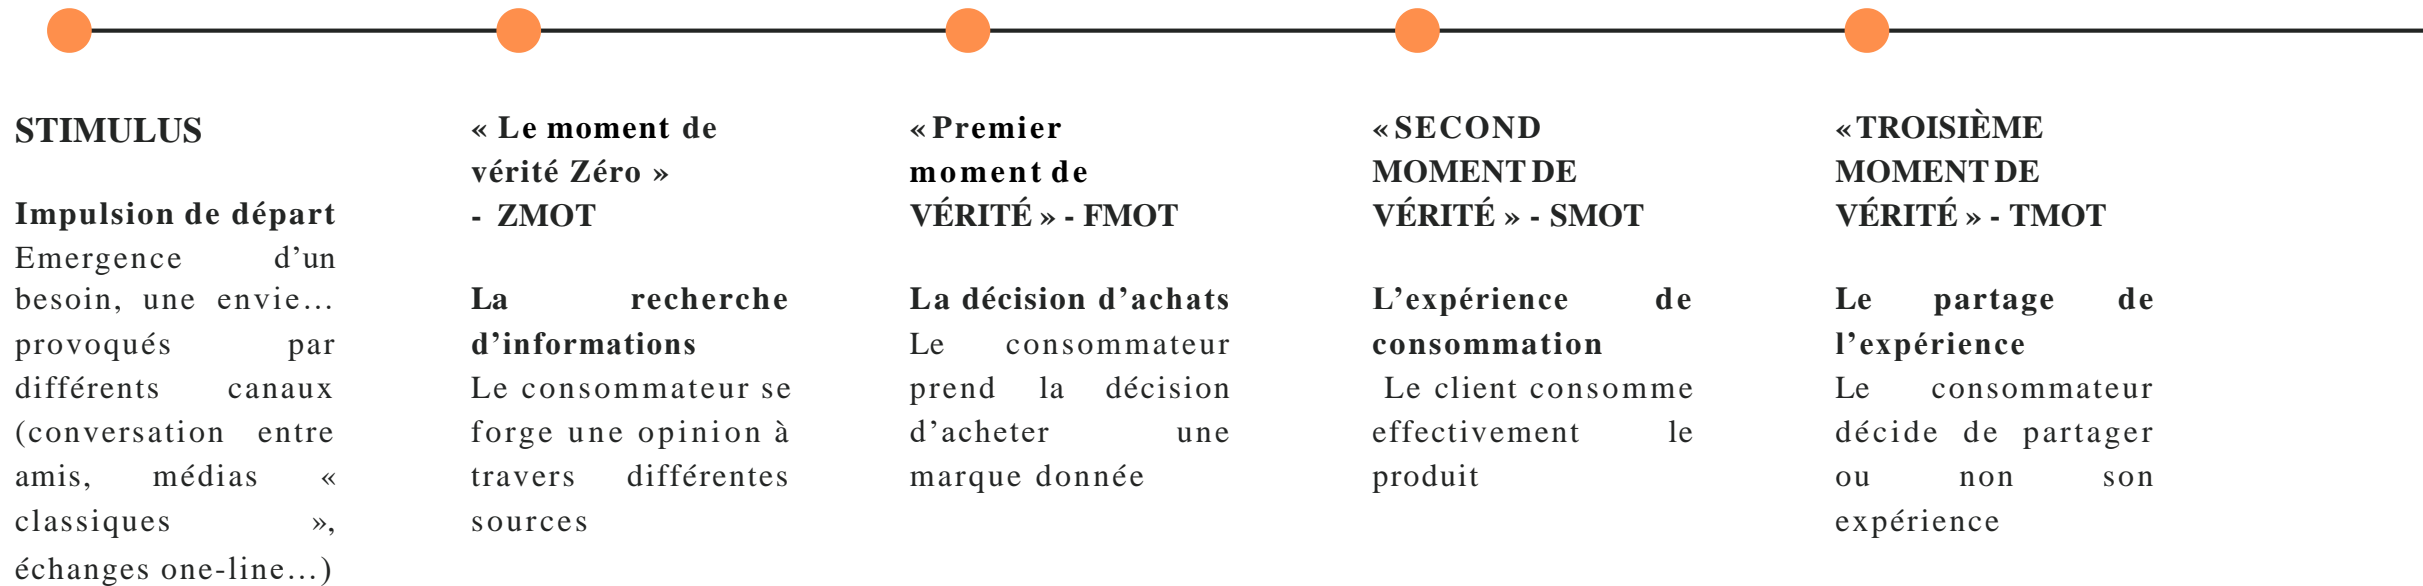 STIMULUS
Impulsion de départ
Emergence d’un
besoin, une envie…
provoqués par
différents canaux
(conversation entre
amis, médias «
classiques »,
échanges one-line…)
« Le moment de
vérité Zéro »
- ZMOT
La recherche
d’informations
Le consommateur se
forge une opinion à
travers différentes
sources
« Premier
moment de
VÉRITÉ » - FMOT
La décision d’achats
Le consommateur
prend la décision
d’acheter une
marque donnée
« SECOND
MOMENT DE
VÉRITÉ » - SMOT
L’expérience de
consommation
Le client consomme
effectivement le
produit
« TROISIÈME
MOMENT DE
VÉRITÉ » - TMOT
Le partage de
l’expérience
Le consommateur
décide de partager
ou non son
expérience